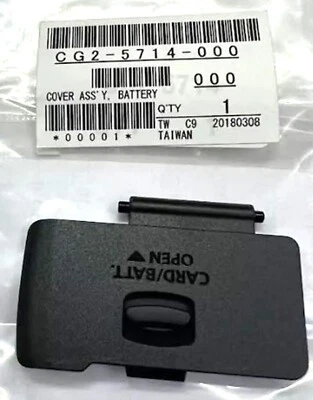 CG2-5714-000
000
COVER ASS'Y, BATTERY
Q'TY 1
TW C9 20180308
*00001* TAIWAN
CARD/BATT.
OPEN ▲